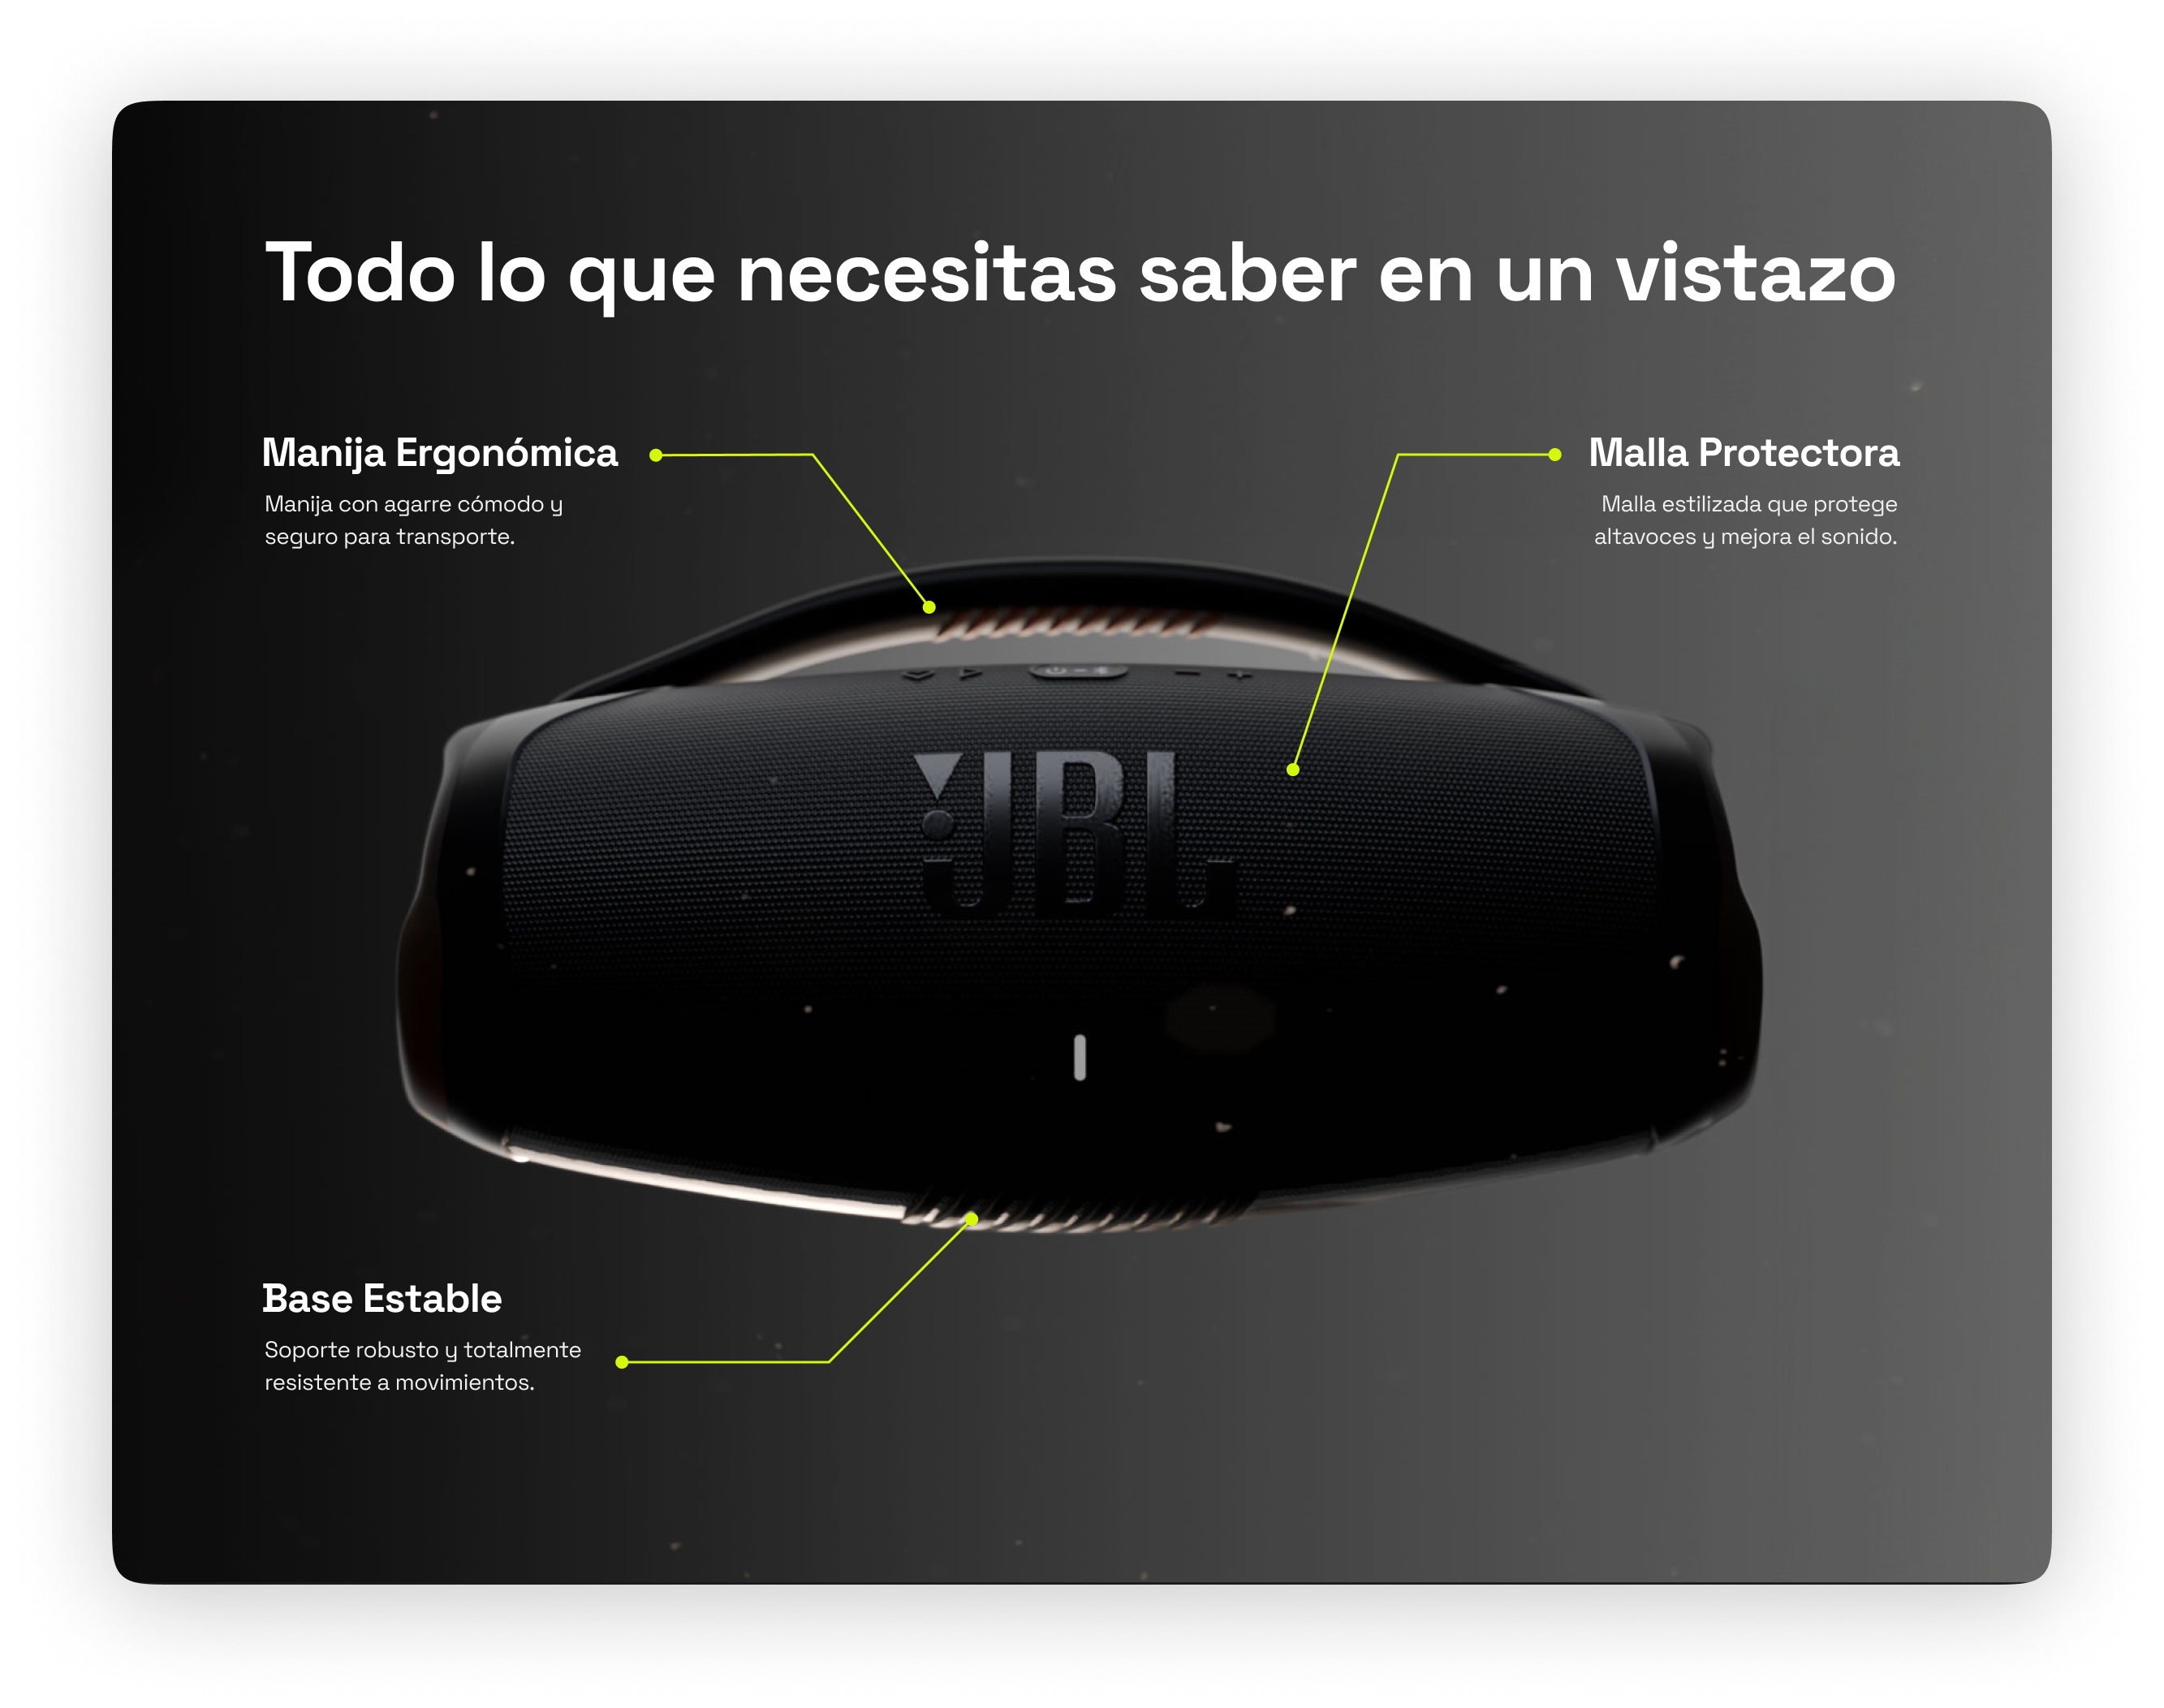 Todo lo que necesitas saber en un vistazo
Manija Ergonómica
Manija con agarre cómodo y
seguro para transporte.
Malla Protectora
Malla estilizada que protege
altavoces y mejora el sonido.
JBL
Base Estable
Soporte robusto y totalmente
resistente a movimientos.